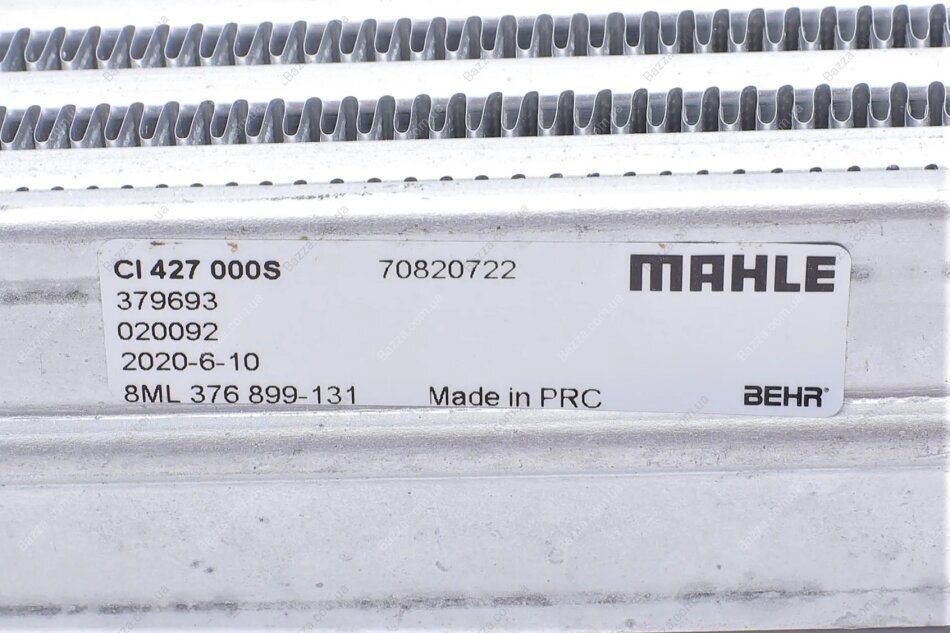 CI 427 000S 70820722 MAHLE
379693
020092
2020-6-10
8ML 376 899-131 Made in PRC BEHR®